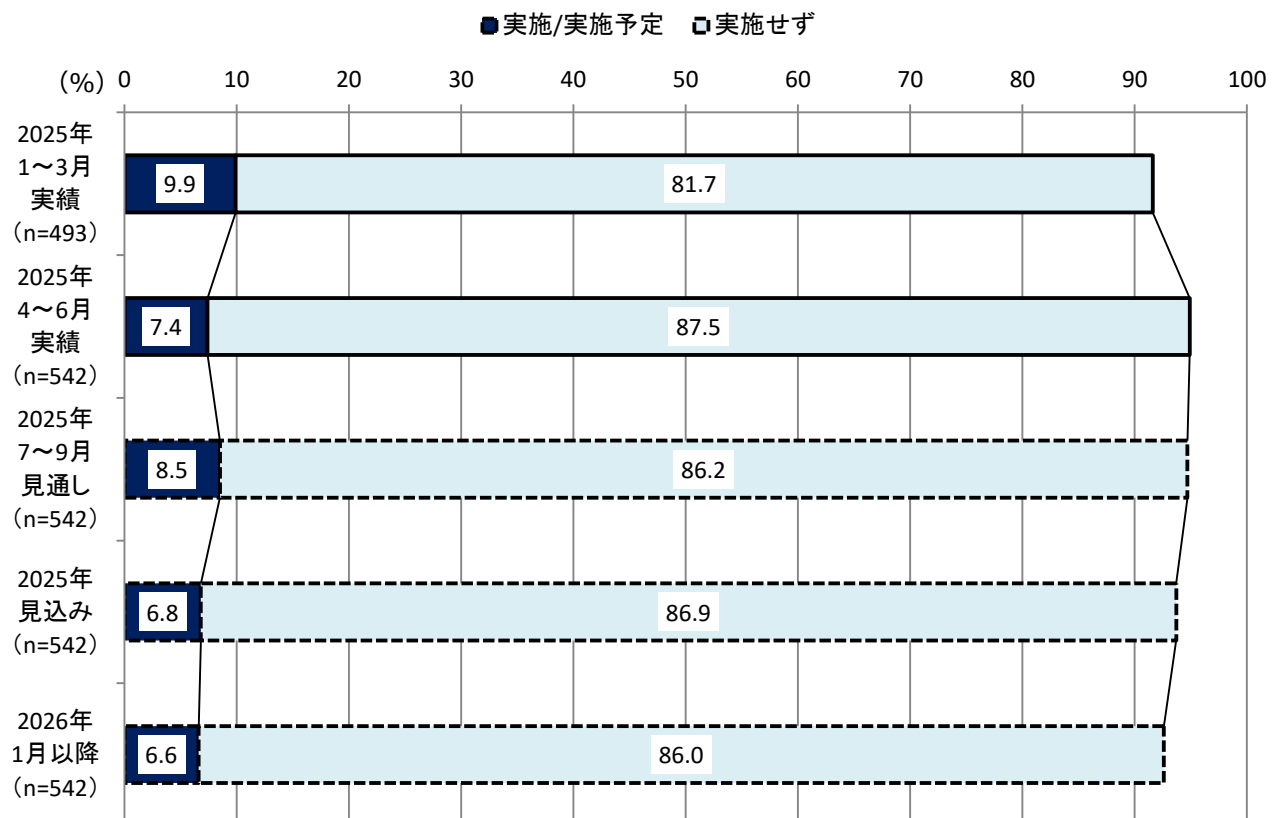 実施/実施予定 実施せず
(%) 0 10 20 30 40 50 60 70 80 90 100
2025年
1～3月
実績
(n=493)
9.9 81.7
2025年
4～6月
実績
(n=542)
7.4 87.5
2025年
7～9月
見通し
(n=542)
8.5 86.2
2025年
見込み
(n=542)
6.8 86.9
2026年
1月以降
(n=542)
6.6 86.0